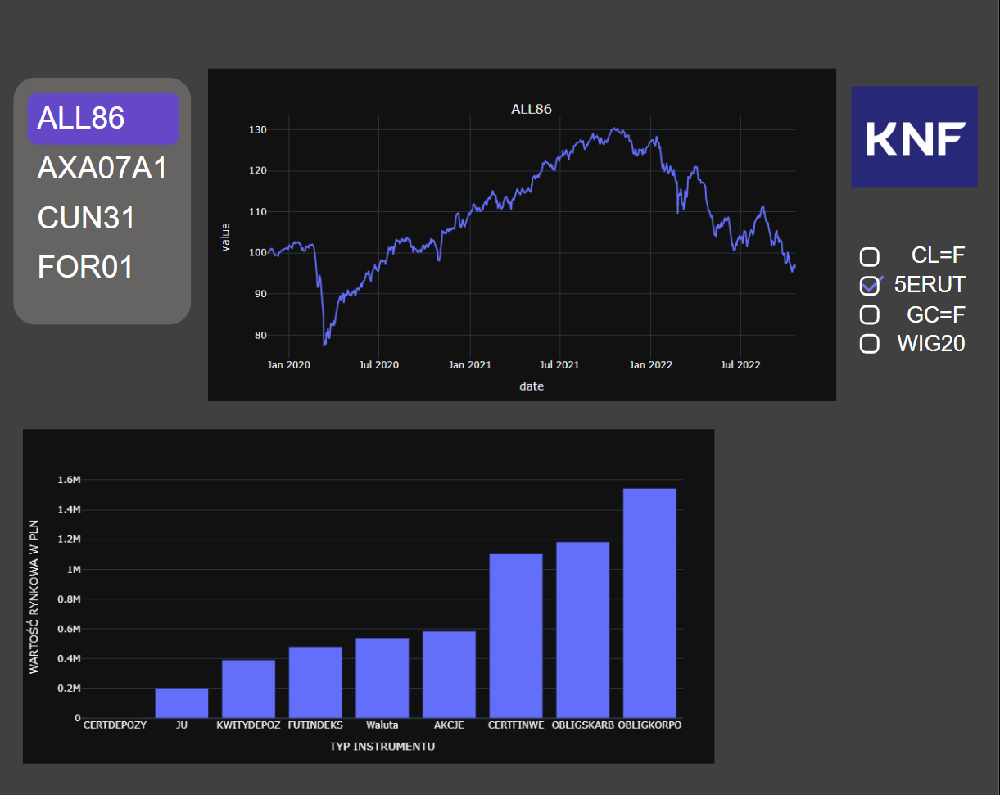 ALL86
AXA07A1
CUN31
FOR01
ALL86
130
120
110
100
90
80
value
Jan 2020 Jul 2020 Jan 2021 Jul 2021 Jan 2022 Jul 2022
date
KNF
CL=F
5ERUT
GC=F
WIG20
1.6M
1.4M
1.2M
1M
0.8M
0.6M
0.4M
0.2M
0
WARTOŚĆ RYNKOWA W PLN
CERTDEPOZY JU KWITYDEPOZ FUTINDEKS Waluta AKCJE CERTFINWE OBLIGSKARB OBLIGKORPO
TYP INSTRUMENTU